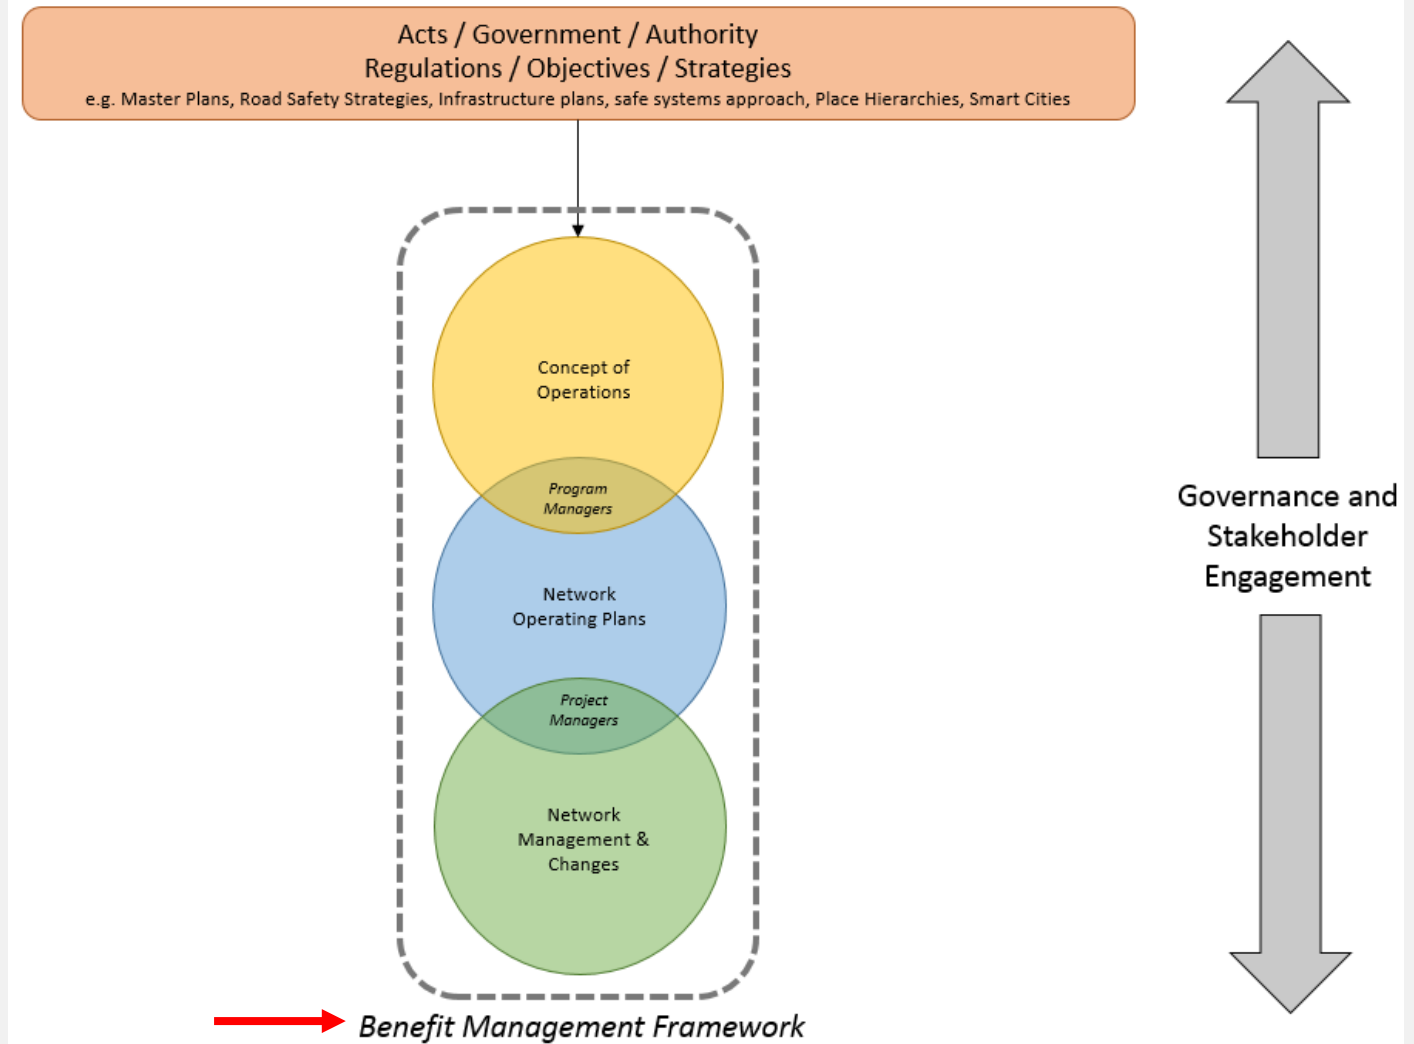 Acts / Government / Authority
Regulations / Objectives / Strategies
e.g. Master Plans, Road Safety Strategies, Infrastructure plans, safe systems approach, Place Hierarchies, Smart Cities
Concept of
Operations
Program
Managers
Governance and
Stakeholder
Engagement
Network
Operating Plans
Project
Managers
Network
Management &
Changes
Benefit Management Framework